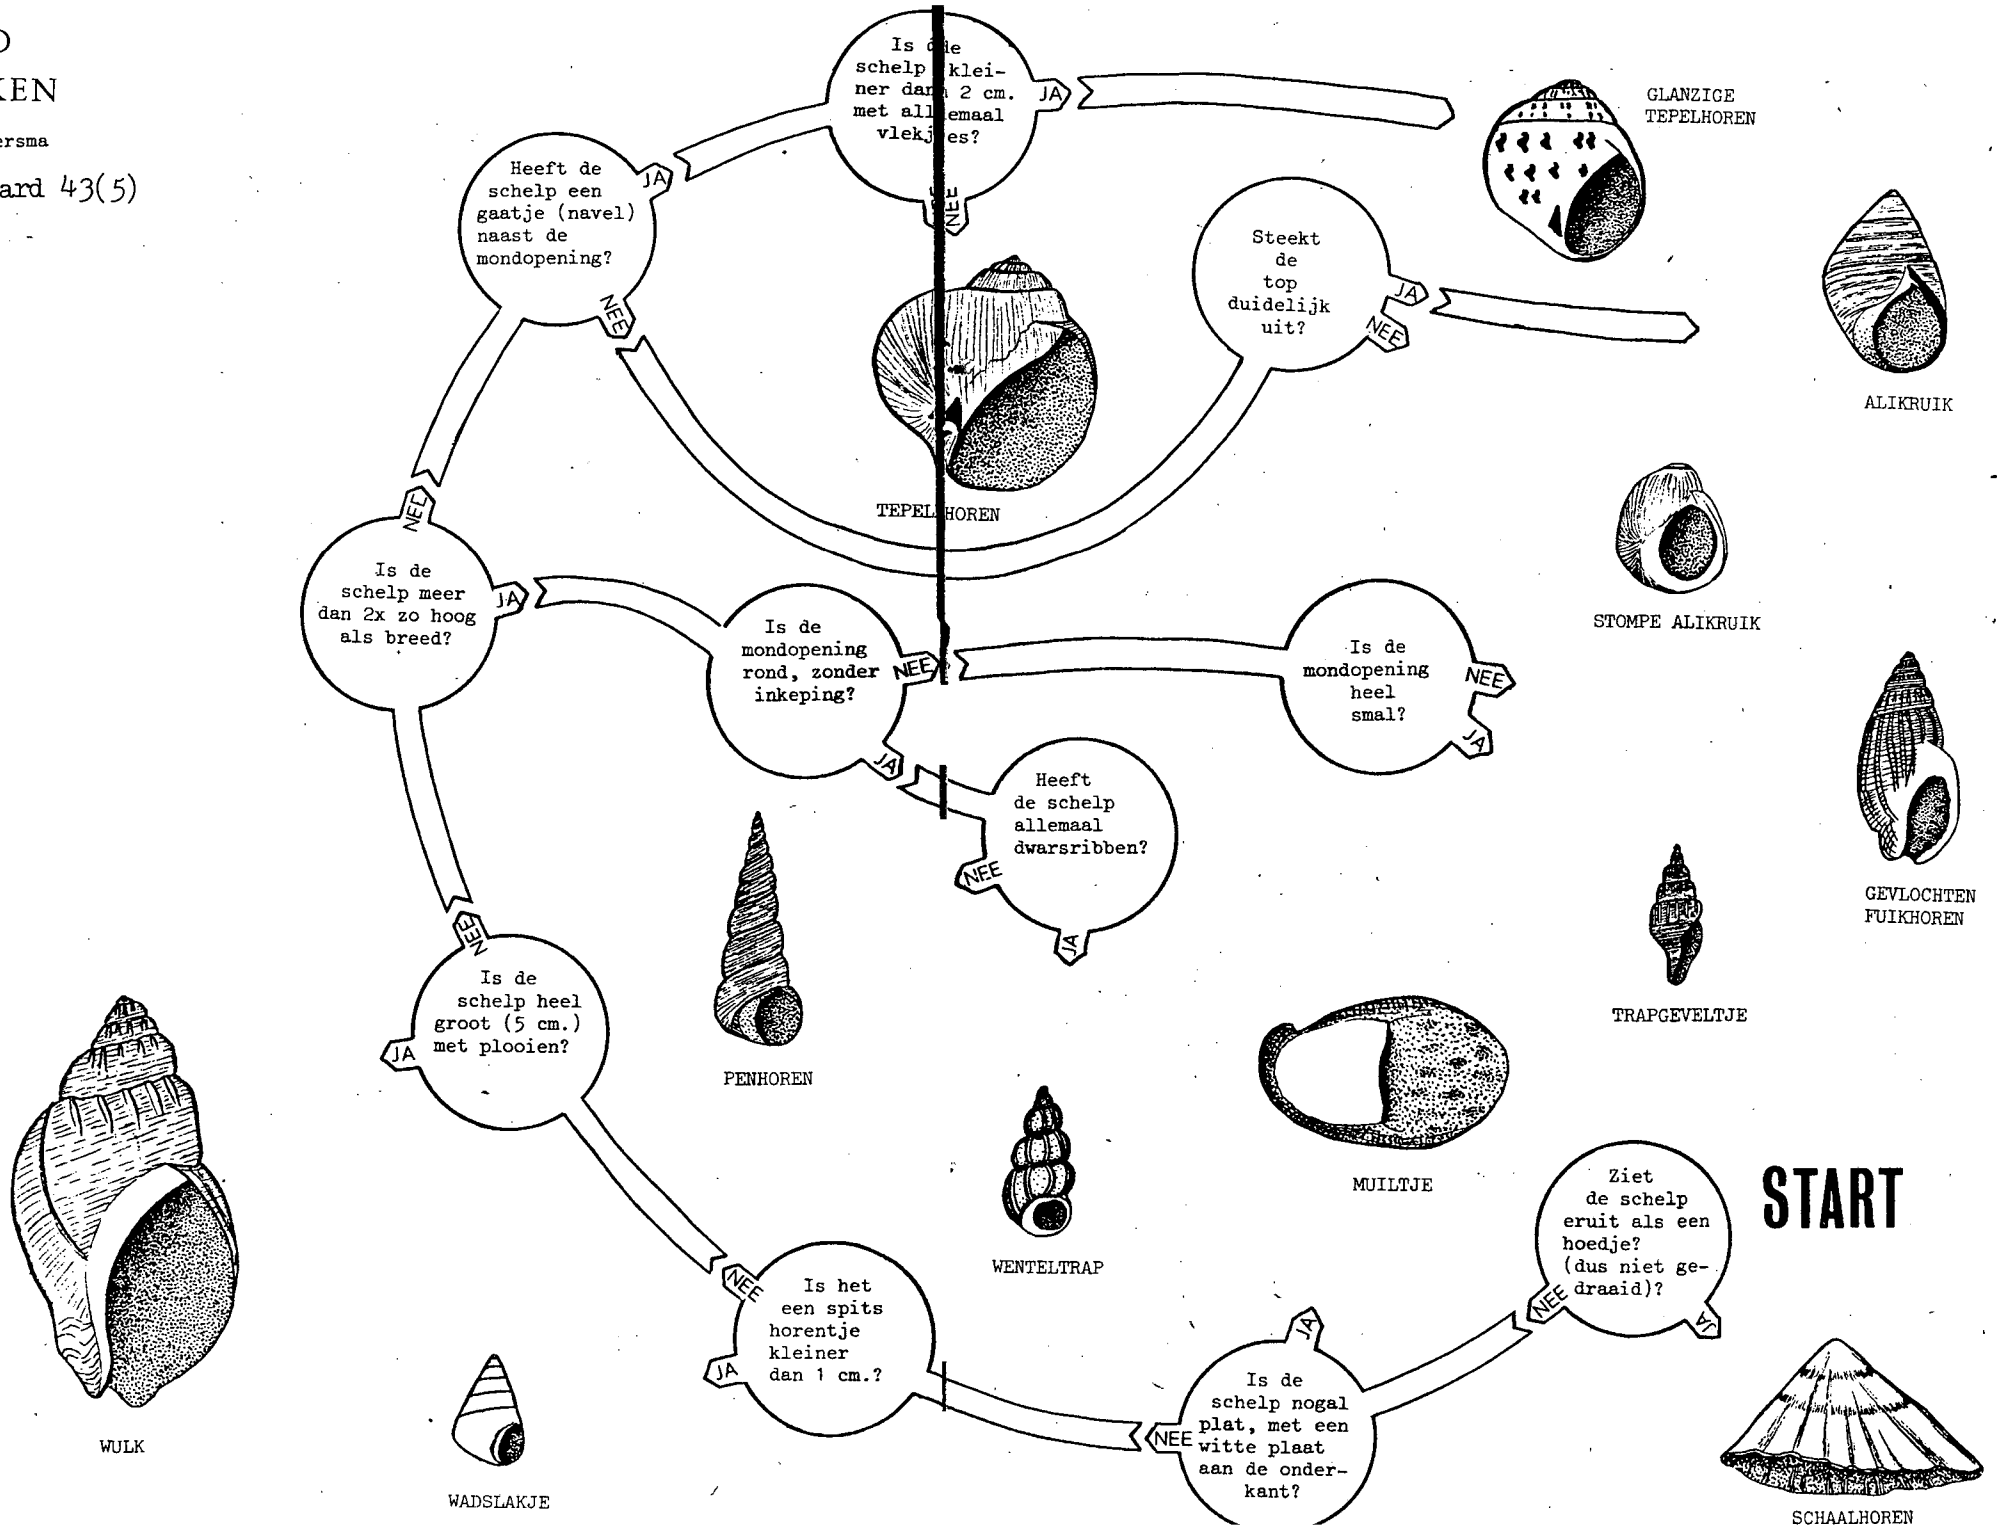 KEN
ersma
ard 43(5)
Is de
schelp klei-
ner dan 2 cm.
met allemaal
vlekjes?
JA
NEE
GLANZIGE
TEPELHOREN
Heeft de
schelp een
gaatje (navel)
naast de
mondopening?
JA
NEE
Steekt
de
top
duidelijk
uit?
JA
NEE
ALIKRUIK
TEPELHOREN
STOMPE ALIKRUIK
NEE
Is de
schelp meer
dan 2x zo hoog
als breed?
JA
Is de
mondopening
rond, zonder
inkeping?
NEE
JA
Is de
mondopening
heel
smal?
NEE
JA
Heeft
de schelp
allemaal
dwarsribben?
NEE
JA
GEVLOCHTEN
FUIKHOREN
TRAPGEVELTJE
NEE
Is de
schelp heel
groot (5 cm.)
met plooien?
JA
PENHOREN
MUILTJE
WENTELTRAP
START
Ziet
de schelp
eruit als een
hoedje?
(dus niet ge-
draaid)?
NEE
JA
NEE
Is het
een spits
horentje
kleiner
dan 1 cm.?
JA
JA
Is de
schelp nogal
plat, met een
witte plaat
aan de onder-
kant?
NEE
WULK
WADSLAKJE
SCHAALHOREN